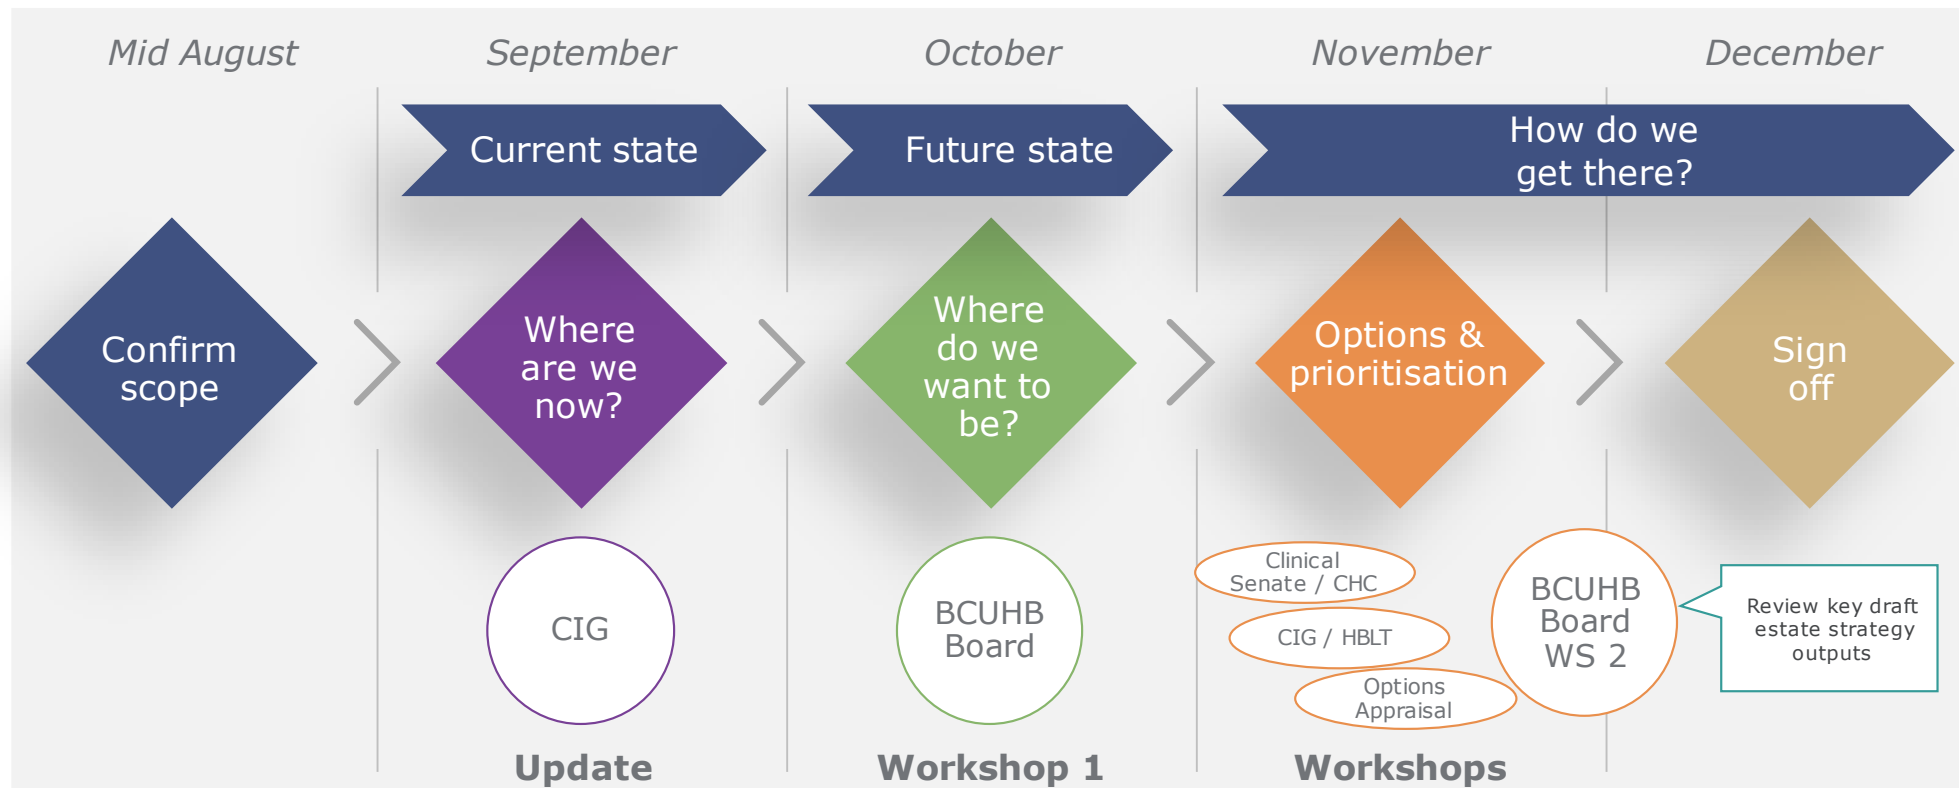 Mid August
September
October
November
December
Current state
Future state
How do we
get there?
Confirm
scope
Where
are we
now?
Where
do we
want to
be?
Options &
prioritisation
Sign
off
CIG
BCUHB
Board
Clinical
Senate / CHC
CIG / HBLT
Options
Appraisal
BCUHB
Board
WS 2
Review key draft
estate strategy
outputs
Update
Workshop 1
Workshops